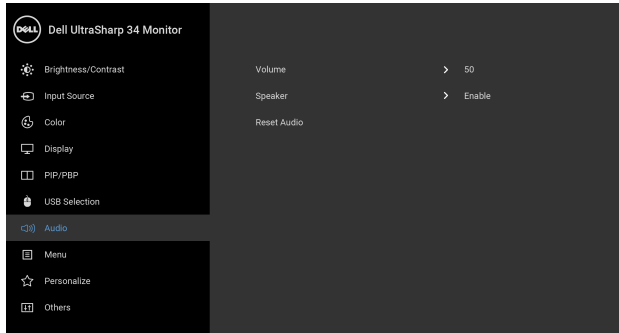 DELL Dell UltraSharp 34 Monitor
Brightness/Contrast
Volume 50
Input Source
Speaker Enable
Color
Reset Audio
Display
PIP/PBP
USB Selection
Audio
Menu
Personalize
Others